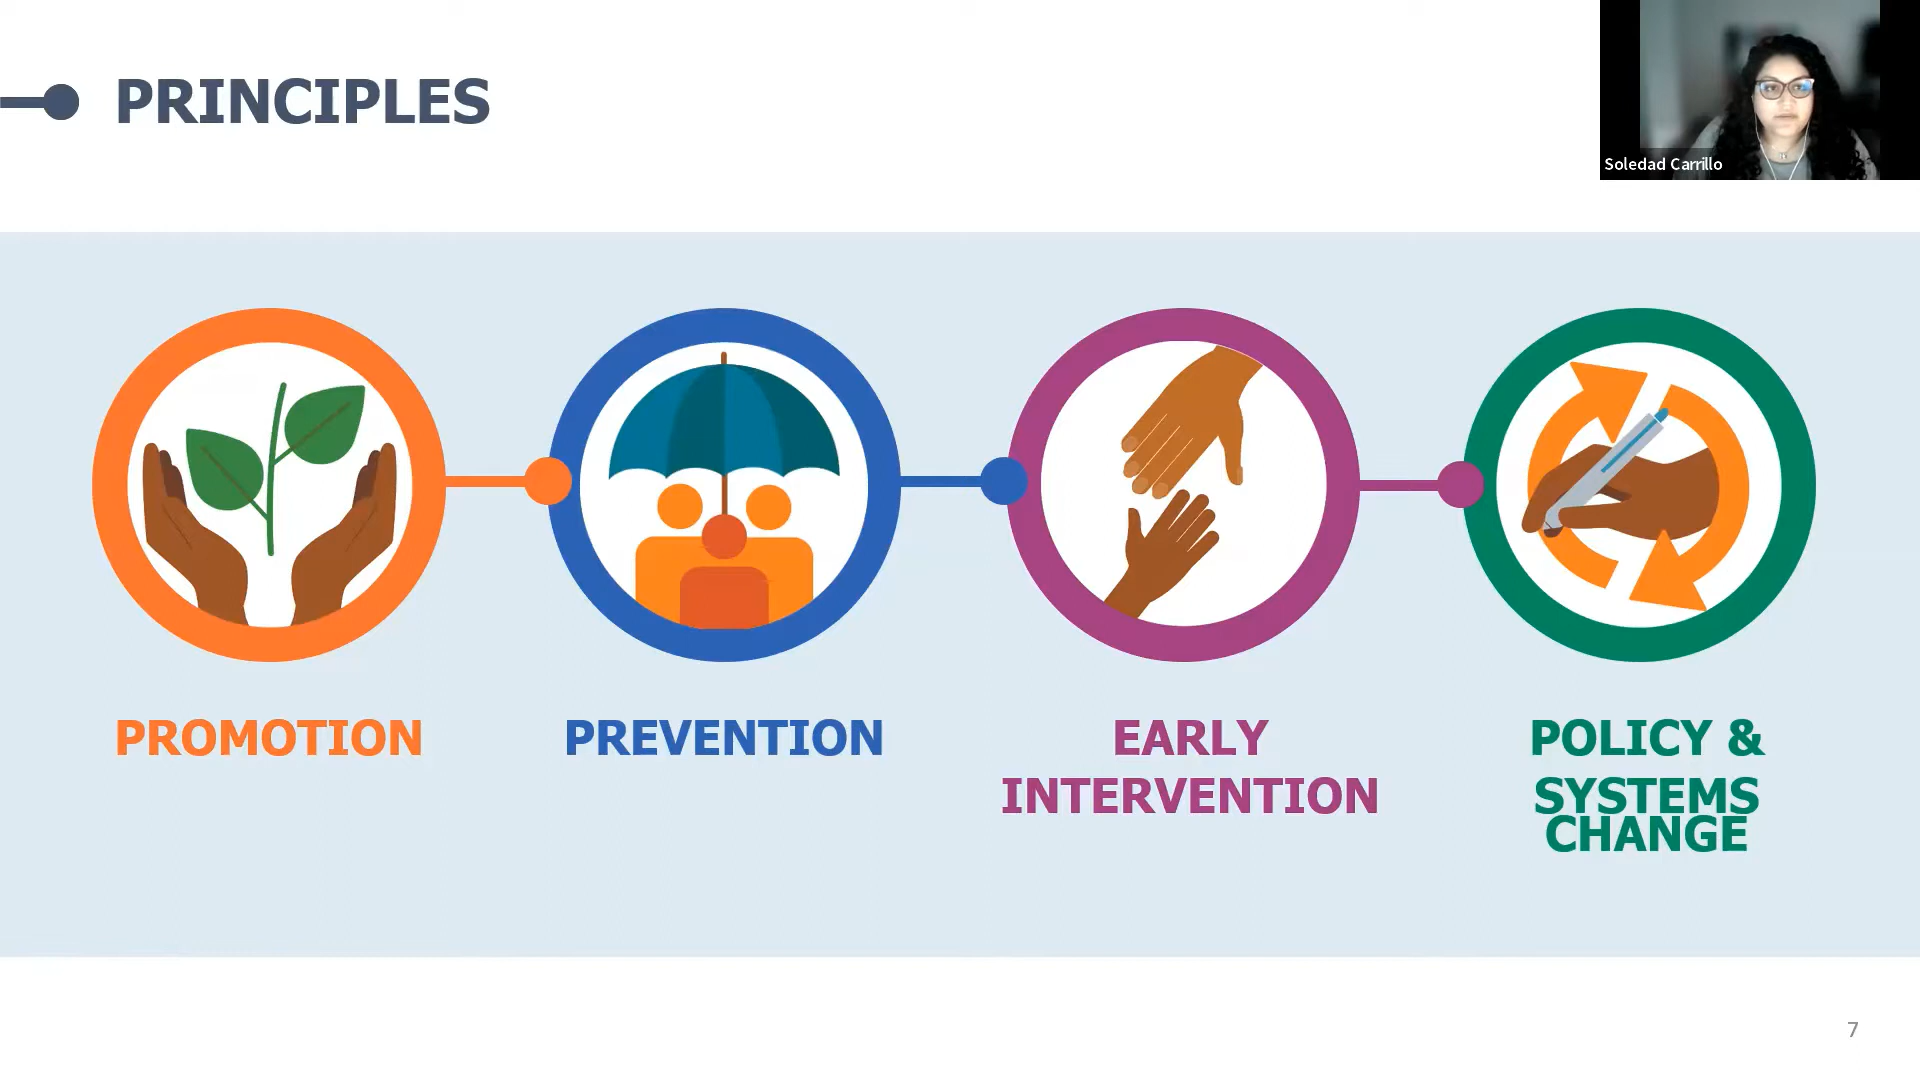 PRINCIPLES
Soledad Carrillo
PROMOTION
PREVENTION
EARLY
INTERVENTION
POLICY &
SYSTEMS
CHANGE
7